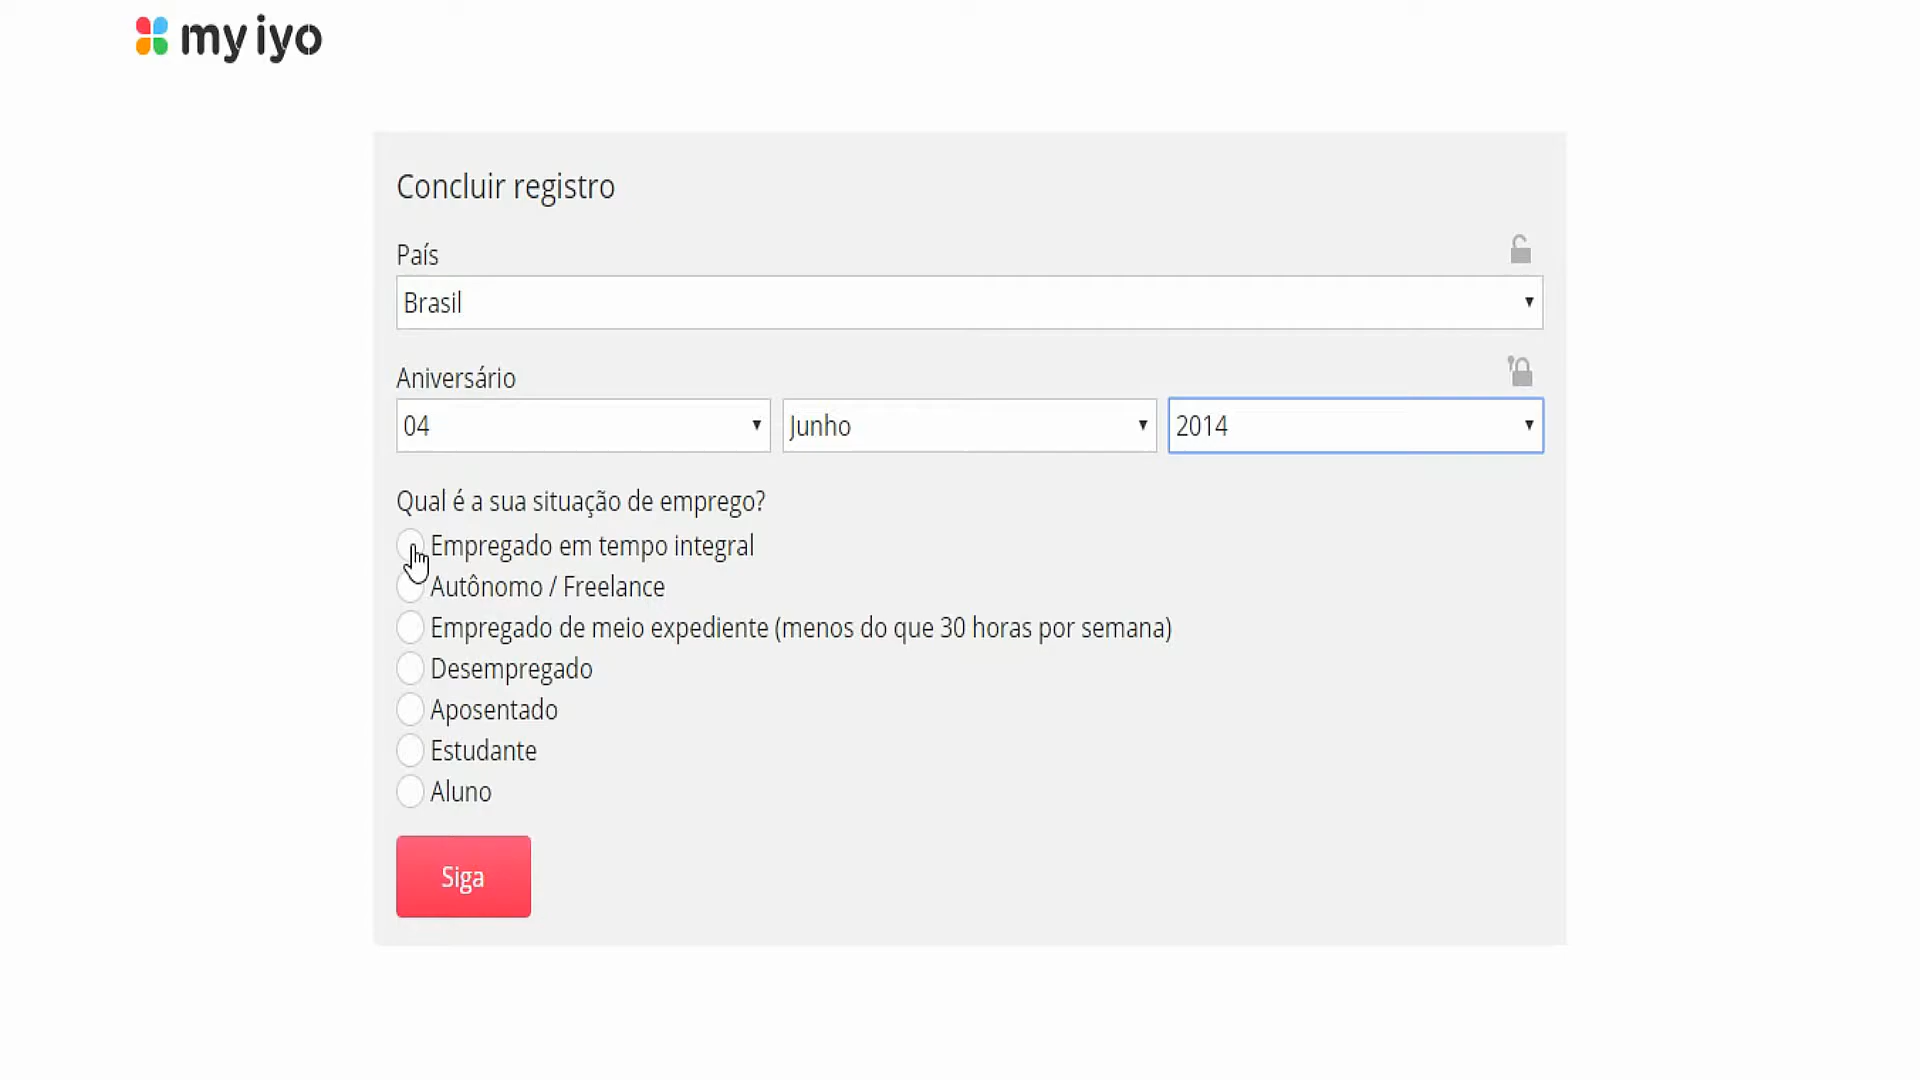 my iyo
Concluir registro
País
Brasil
Aniversário
04 Junho 2014
Qual é a sua situação de emprego?
Empregado em tempo integral
Autônomo / Freelance
Empregado de meio expediente (menos do que 30 horas por semana)
Desempregado
Aposentado
Estudante
Aluno
Siga